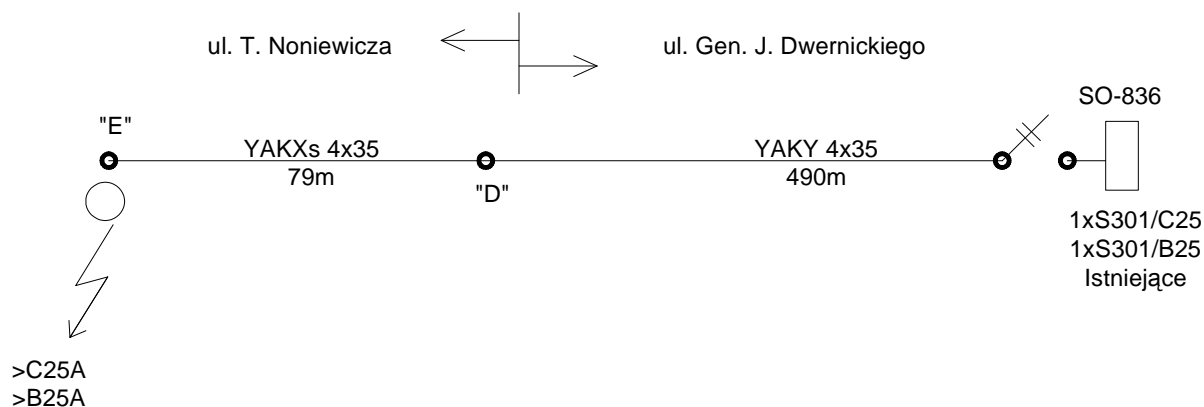 ul. T. Noniewicza
ul. Gen. J. Dwernickiego
SO-836
"E"
YAKXs 4x35
79m
"D"
YAKY 4x35
490m
1xS301/C25
1xS301/B25
Istniejące
>C25A
>B25A